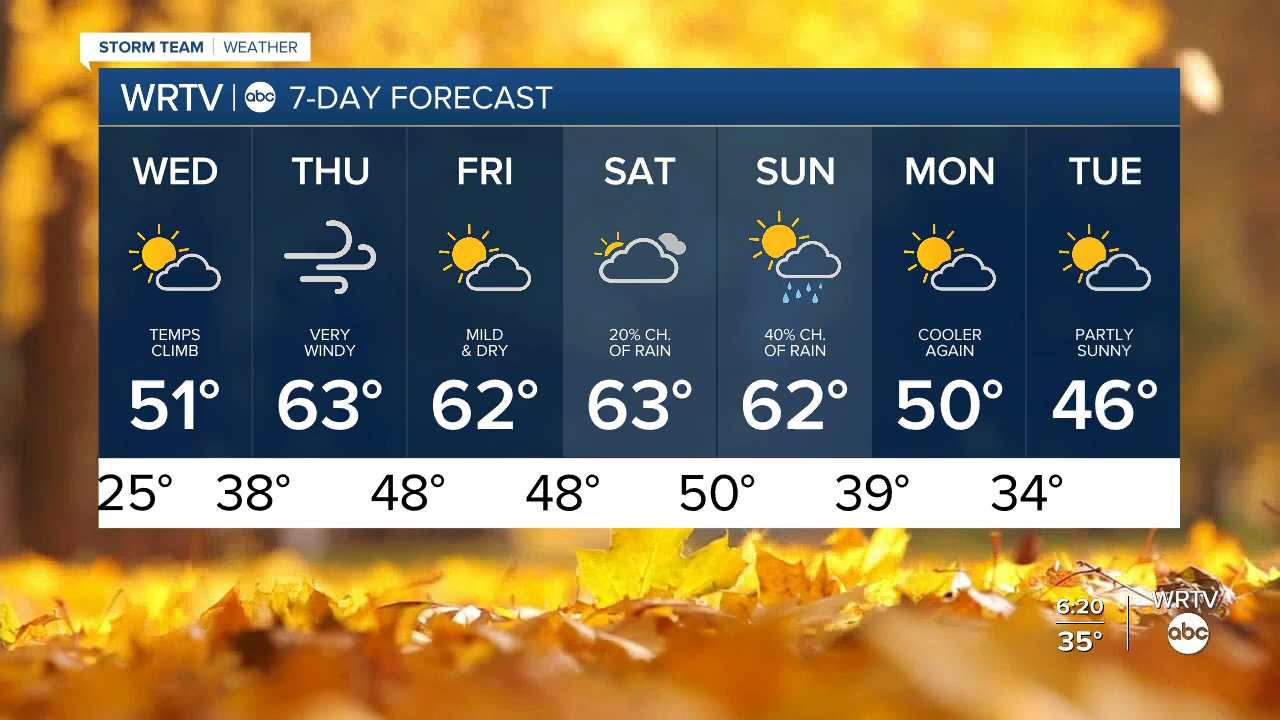 STORM TEAM | WEATHER
WRTV | abc 7-DAY FORECAST
WED THU FRI SAT SUN MON TUE
TEMPS VERY MILD 20% CH. 40% CH. COOLER PARTLY
CLIMB WINDY & DRY OF RAIN OF RAIN AGAIN SUNNY
51° 63° 62° 63° 62° 50° 46°
25° 38° 48° 48° 50° 39° 34°
6:20 WRTV
35° abc